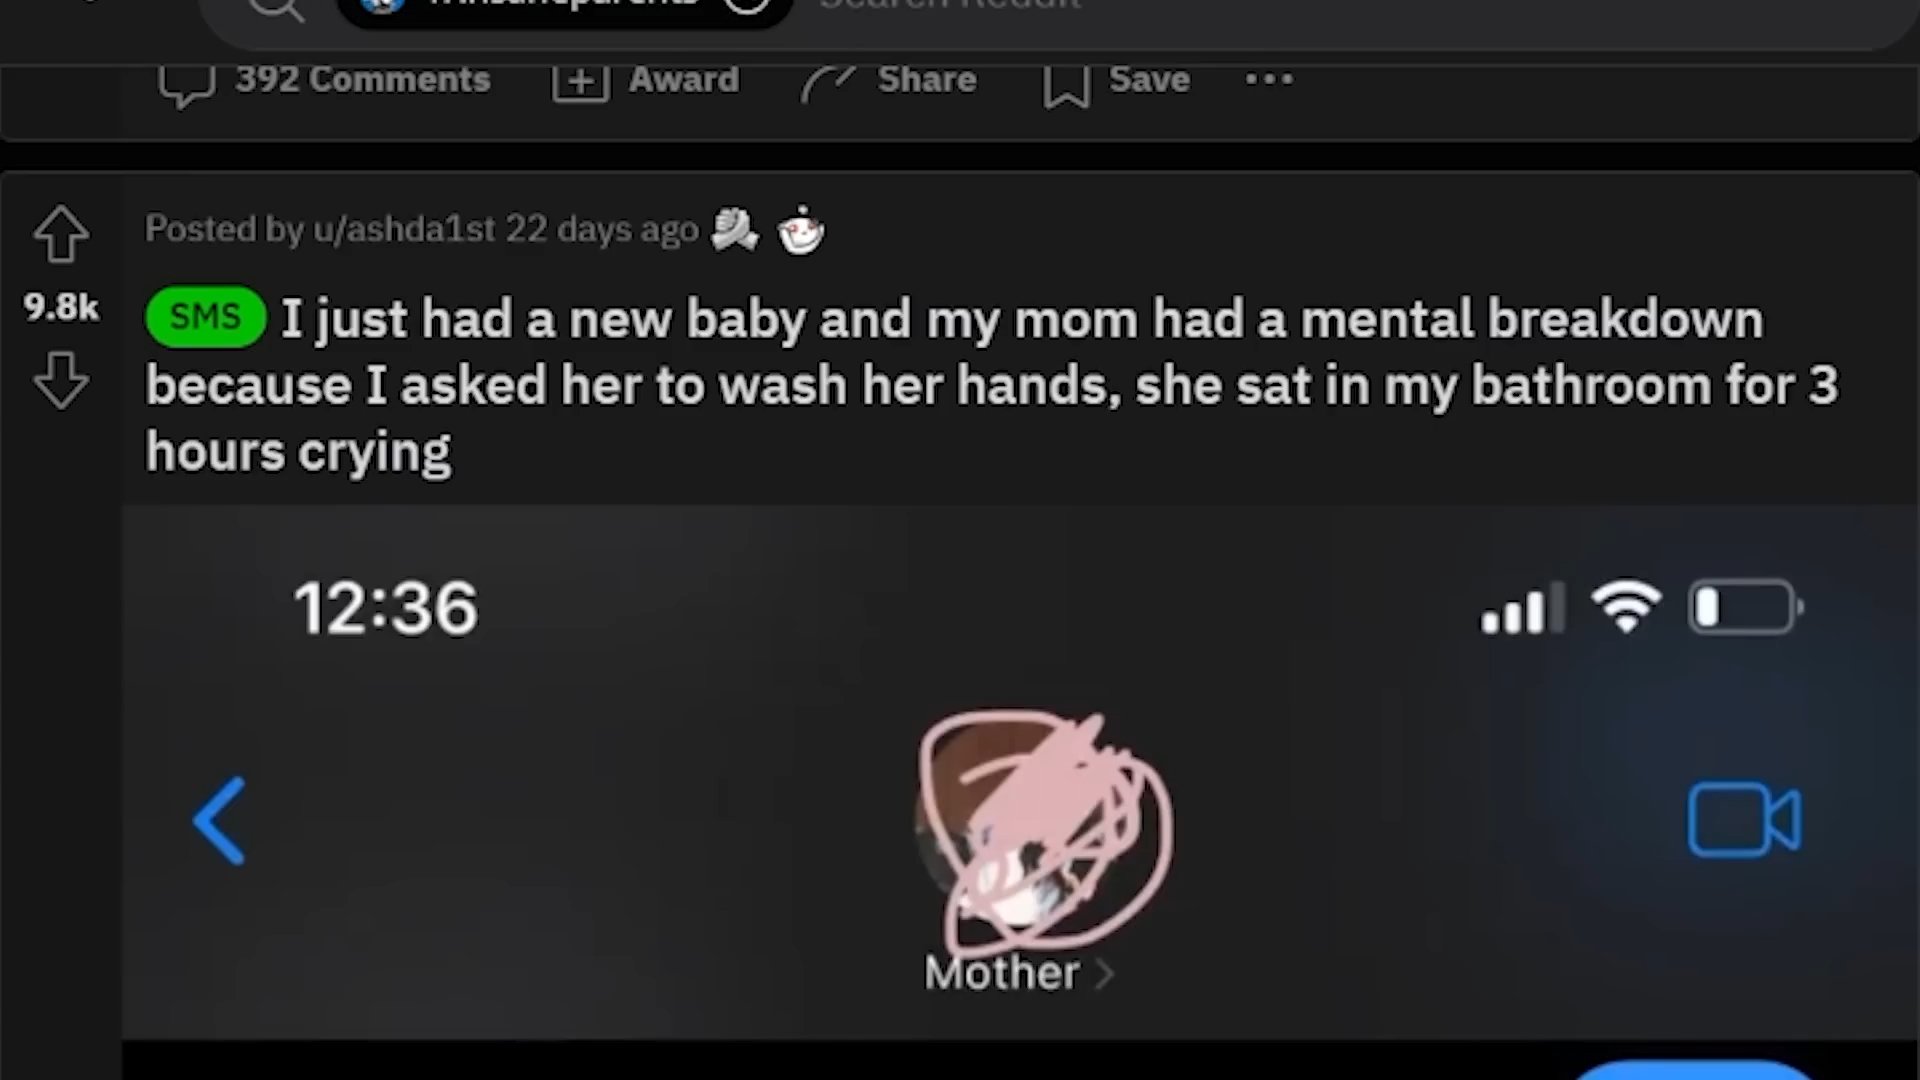 392 Comments Award Share Save
Posted by u/ashda1st 22 days ago
9.8k
SMS I just had a new baby and my mom had a mental breakdown
because I asked her to wash her hands, she sat in my bathroom for 3
hours crying
12:36
Mother